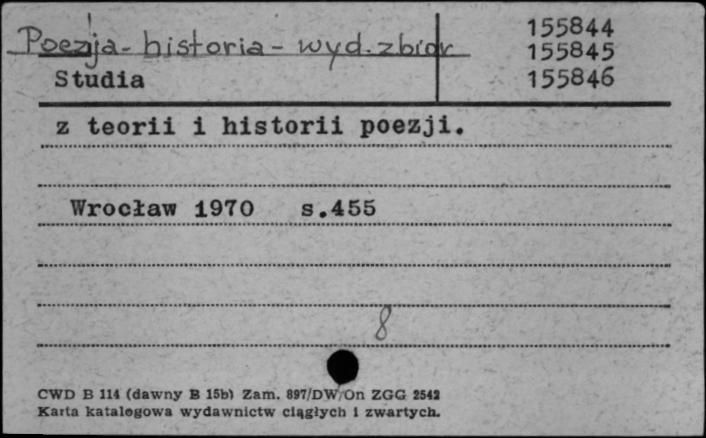 Poezja - historia - wyd. zbior
155844
155845
Studia
155846
z teorii i historii poezji.
Wrocław 1970 s.455
8
CWD B 114 (dawny B 15b) Zam. 897/DW/On ZGG 2542
Karta katalogowa wydawnictw ciągłych i zwartych.